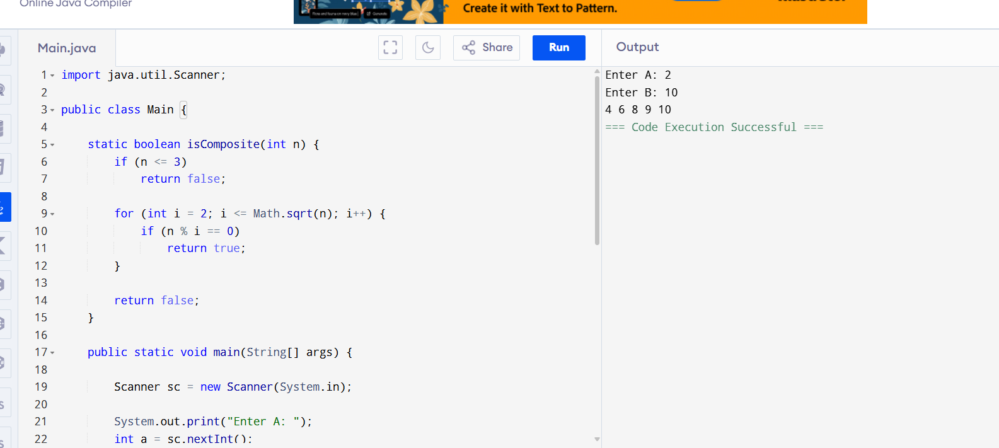 Online Java Compiler
Create it with Text to Pattern.
Main.java
Share
Run
Output
1 import java.util.Scanner;
2
3 public class Main {
4
5 static boolean isComposite(int n) {
6 if (n <= 3)
7 return false;
8
9 for (int i = 2; i <= Math.sqrt(n); i++) {
10 if (n % i == 0)
11 return true;
12 }
13
14 return false;
15 }
16
17 public static void main(String[] args) {
18
19 Scanner sc = new Scanner(System.in);
20
21 System.out.print("Enter A: ");
22 int a = sc.nextInt();
Enter A: 2
Enter B: 10
4 6 8 9 10
=== Code Execution Successful ===